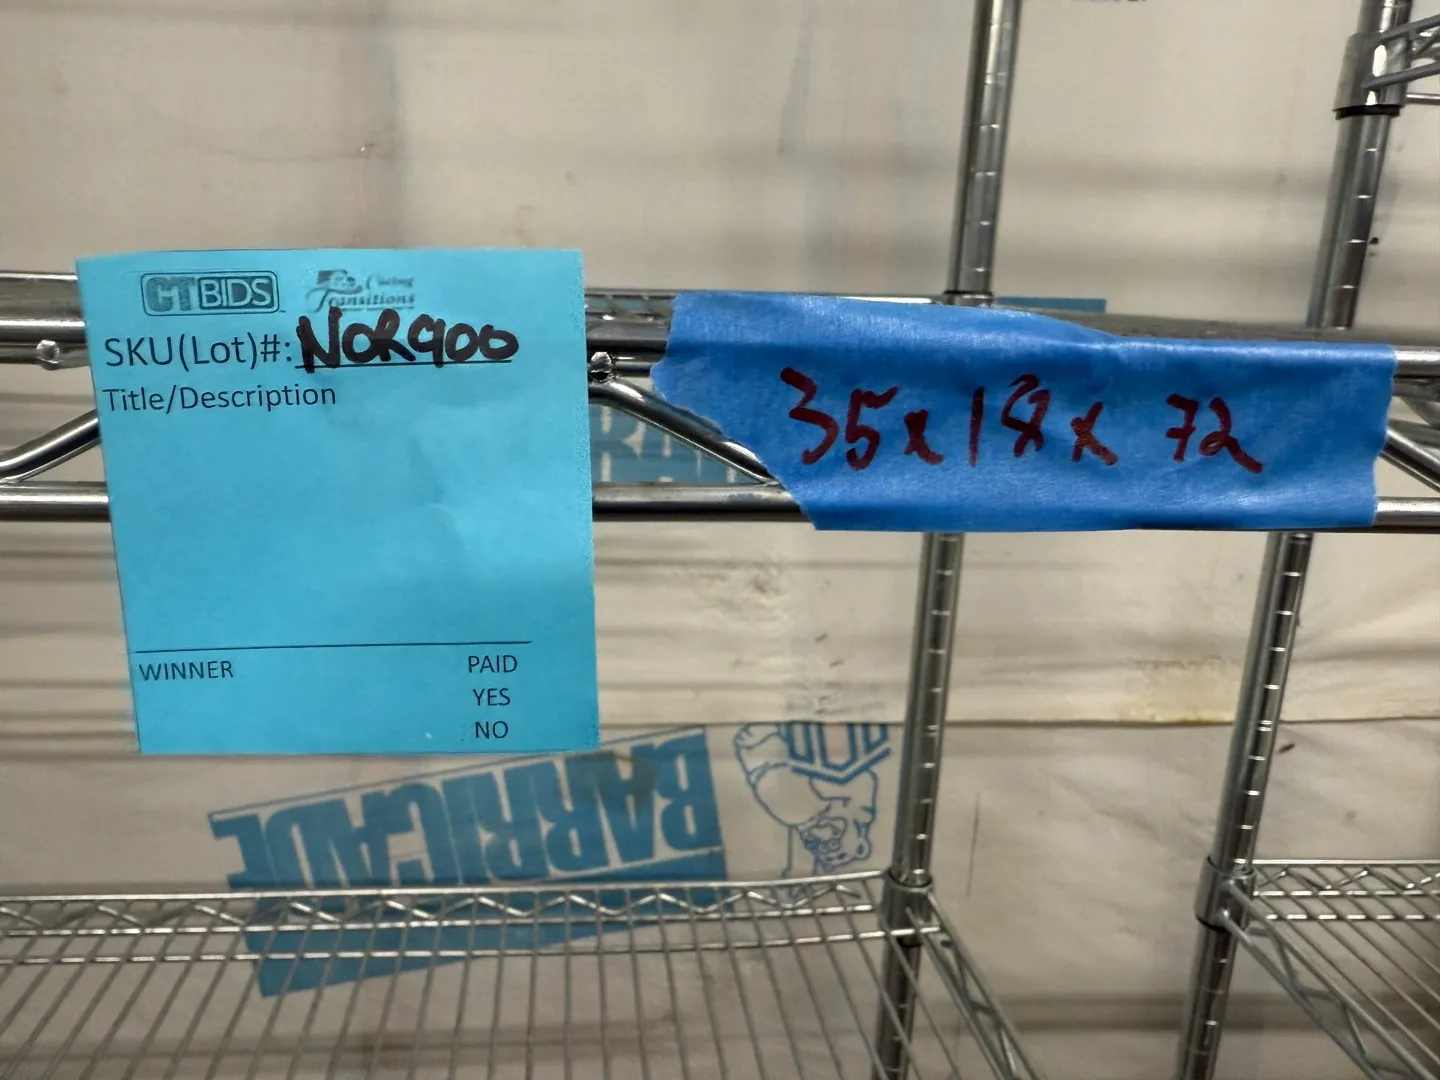 CTBIDS
Caring
Transitions
SKU(Lot)#: NOR900
Title/Description
WINNER PAID
YES
NO
35x18x72
BARRICADE